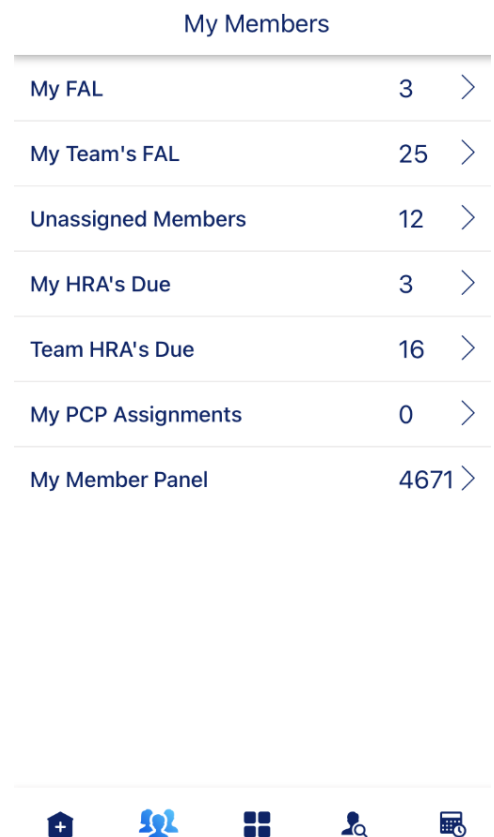 My Members
My FAL 3
My Team's FAL 25
Unassigned Members 12
My HRA's Due 3
Team HRA's Due 16
My PCP Assignments 0
My Member Panel 4671